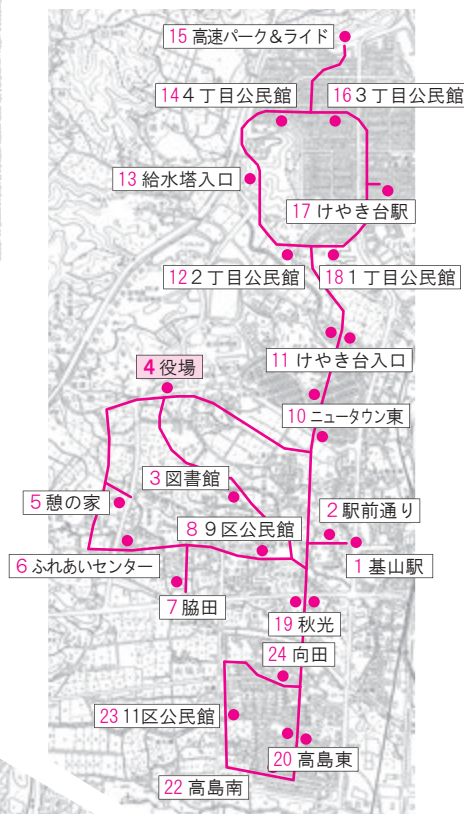 15 高速パーク&ライド
14 4丁目公民館
16 3丁目公民館
13 給水塔入口
17 けやき台駅
12 2丁目公民館
18 1丁目公民館
11 けやき台入口
4 役場
10 ニュータウン東
3 図書館
5 憩の家
2 駅前通り
8 9区公民館
6 ふれあいセンター
1 基山駅
7 脇田
19 秋光
24 向田
23 11区公民館
20 高島東
22 高島南